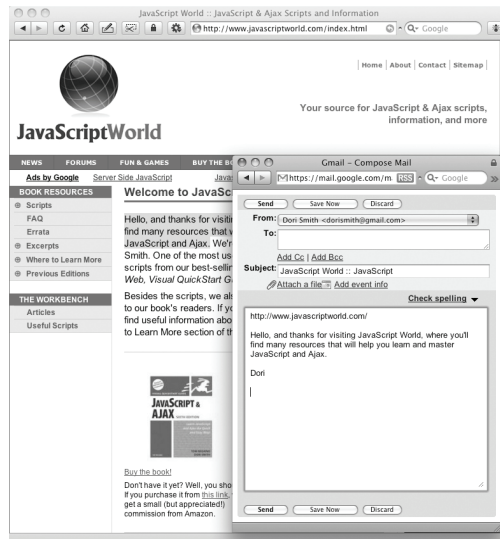 JavaScript World :: JavaScript & Ajax Scripts and Information
http://www.javascriptworld.com/index.html
Google
Home | About | Contact | Sitemap
Your source for JavaScript & Ajax scripts,
information, and more
JavaScriptWorld
NEWS FORUMS FUN & GAMES BUY THE
Ads by Google Server Side JavaScript
BOOK RESOURCES
Scripts
FAQ
Errata
Excerpts
Where to Learn More
Previous Editions
THE WORKBENCH
Articles
Useful Scripts
Welcome to JavaSc
Hello, and thanks for visiti
find many resources that w
JavaScript and Ajax. We'r
Smith. One of the most us
scripts from our best-sellin
Web, Visual QuickStart G
Besides the scripts, we al
to our book's readers. If yo
find useful information abo
to Learn More section of th
JAVASCRIPT &
AJAX
Buy the book!
Don't have it yet? Well, you sho
If you purchase it from this link,
get a small (but appreciated!)
commission from Amazon.
Gmail – Compose Mail
https://mail.google.com/m RSS Google
Send Save Now Discard
From: Dori Smith <dorismith@gmail.com>
To:
Add Cc | Add Bcc
Subject: JavaScript World :: JavaScript
Attach a file Add event info
Check spelling
http://www.javascriptworld.com/
Hello, and thanks for visiting JavaScript World, where you'll
find many resources that will help you learn and master
JavaScript and Ajax.
Dori
Send Save Now Discard